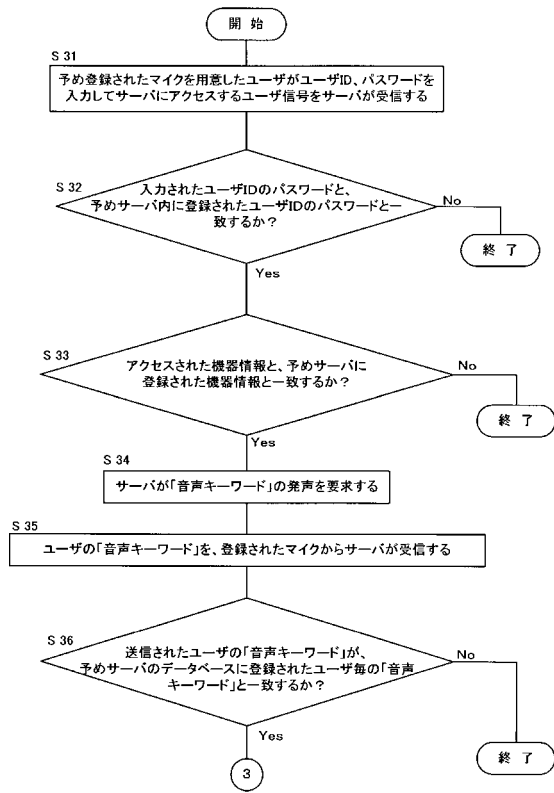 開 始
S 31
予め登録されたマイクを用意したユーザがユーザID、パスワードを
入力してサーバにアクセスするユーザ信号をサーバが受信する
S 32
入力されたユーザIDのパスワードと、
予めサーバ内に登録されたユーザIDのパスワードと一
致するか？
No
終 了
Yes
S 33
アクセスされた機器情報と、予めサーバに
登録された機器情報と一致するか？
No
終 了
Yes
S 34
サーバが「音声キーワード」の発声を要求する
S 35
ユーザの「音声キーワード」を、登録されたマイクからサーバが受信する
S 36
送信されたユーザの「音声キーワード」が、
予めサーバのデータベースに登録されたユーザ毎の「音声
キーワード」と一致するか？
No
終 了
Yes
3